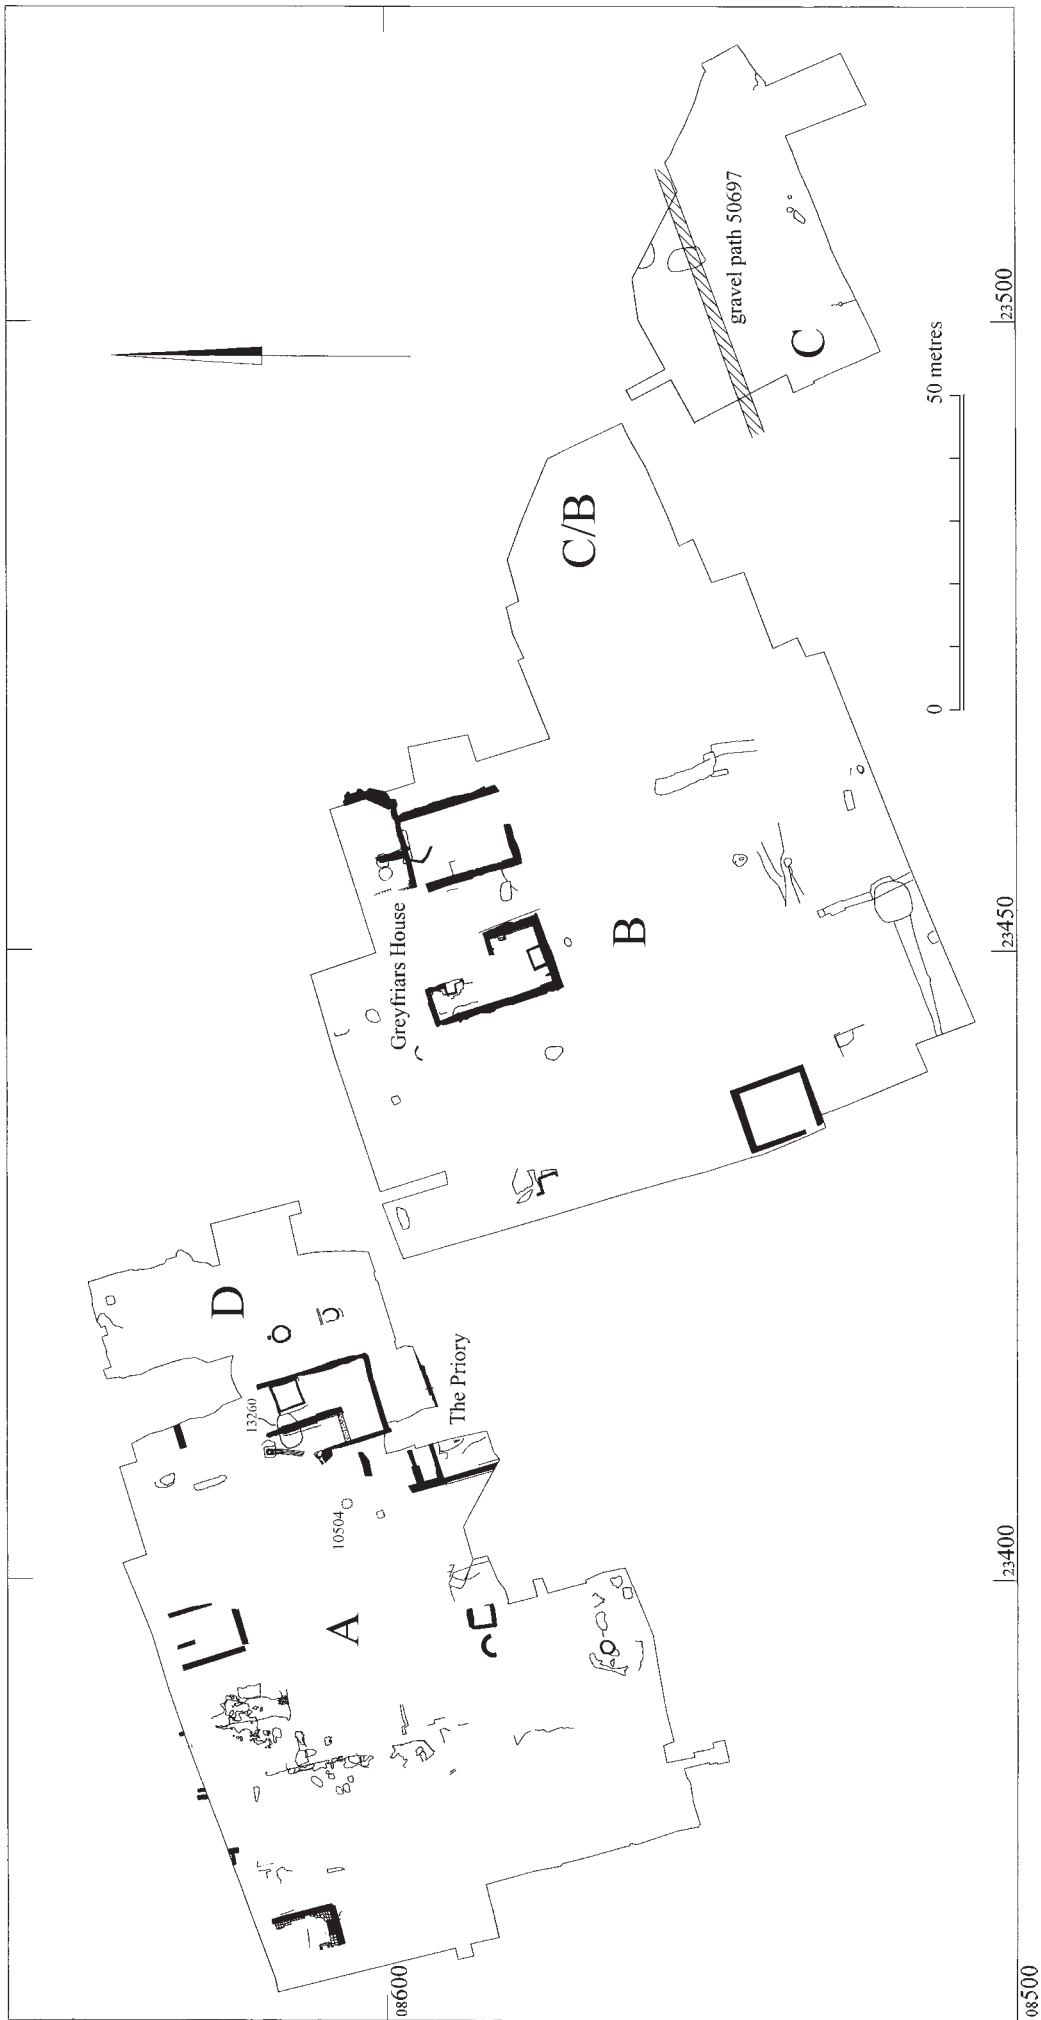 D
13260
The Priory
10504
A
Greyfriars House
B
C/B
gravel path 50697
C
0
50 metres
08600
08500
23400
23450
23500